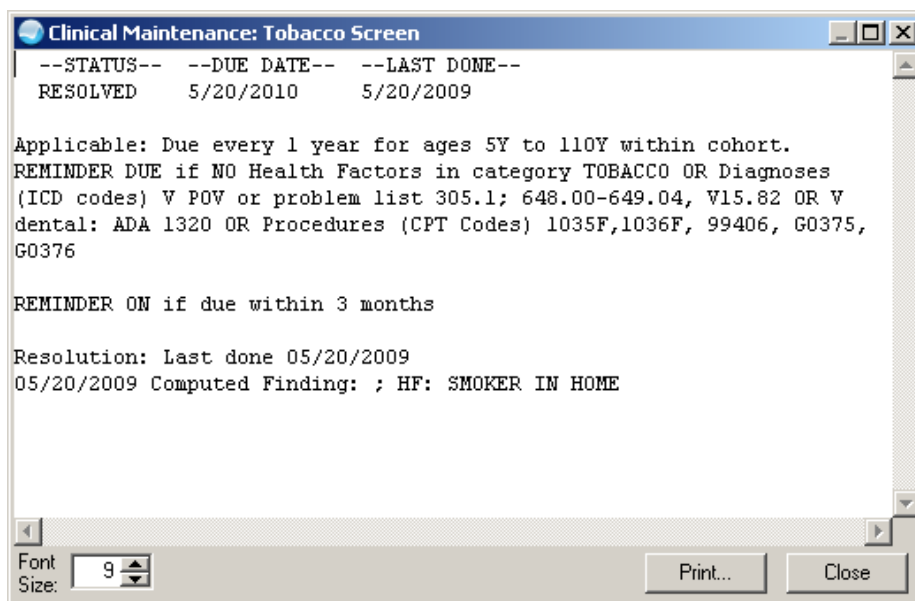 Clinical Maintenance: Tobacco Screen
--STATUS-- --DUE DATE-- --LAST DONE--
RESOLVED 5/20/2010 5/20/2009
Applicable: Due every 1 year for ages 5Y to 110Y within cohort.
REMINDER DUE if NO Health Factors in category TOBACCO OR Diagnoses
(ICD codes) V POV or problem list 305.1; 648.00-649.04, V15.82 OR V
dental: ADA 1320 OR Procedures (CPT Codes) 1035F,1036F, 99406, G0375,
G0376
REMINDER ON if due within 3 months
Resolution: Last done 05/20/2009
05/20/2009 Computed Finding: ; HF: SMOKER IN HOME
Font Size: 9 Print... Close